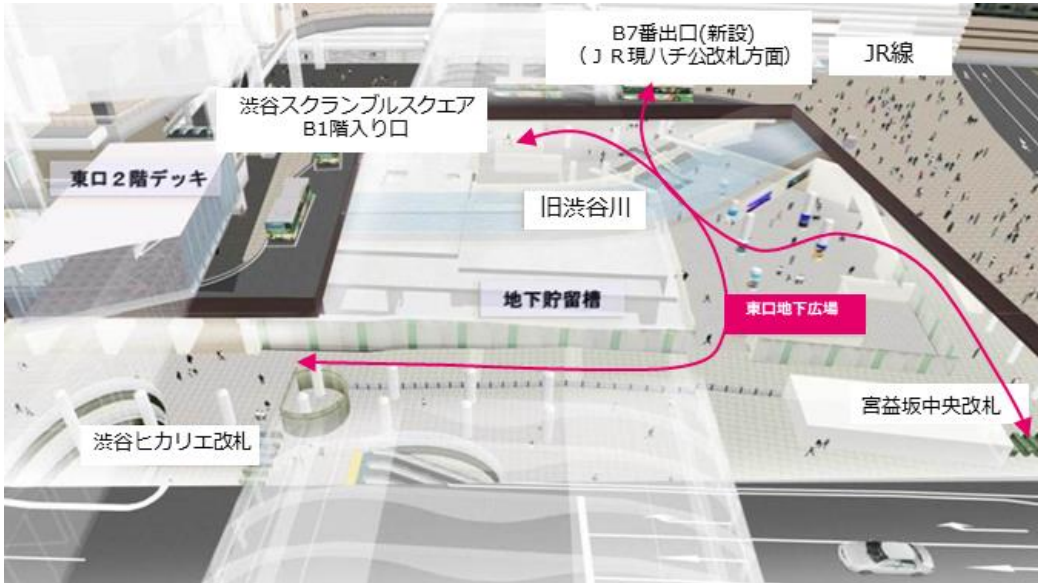 B7番出口(新設)
（ＪＲ現ハチ公改札方面）
JR線
渋谷スクランブルスクエア
B1階入り口
東口２階デッキ
旧渋谷川
地下貯留槽
東口地下広場
宮益坂中央改札
渋谷ヒカリエ改札